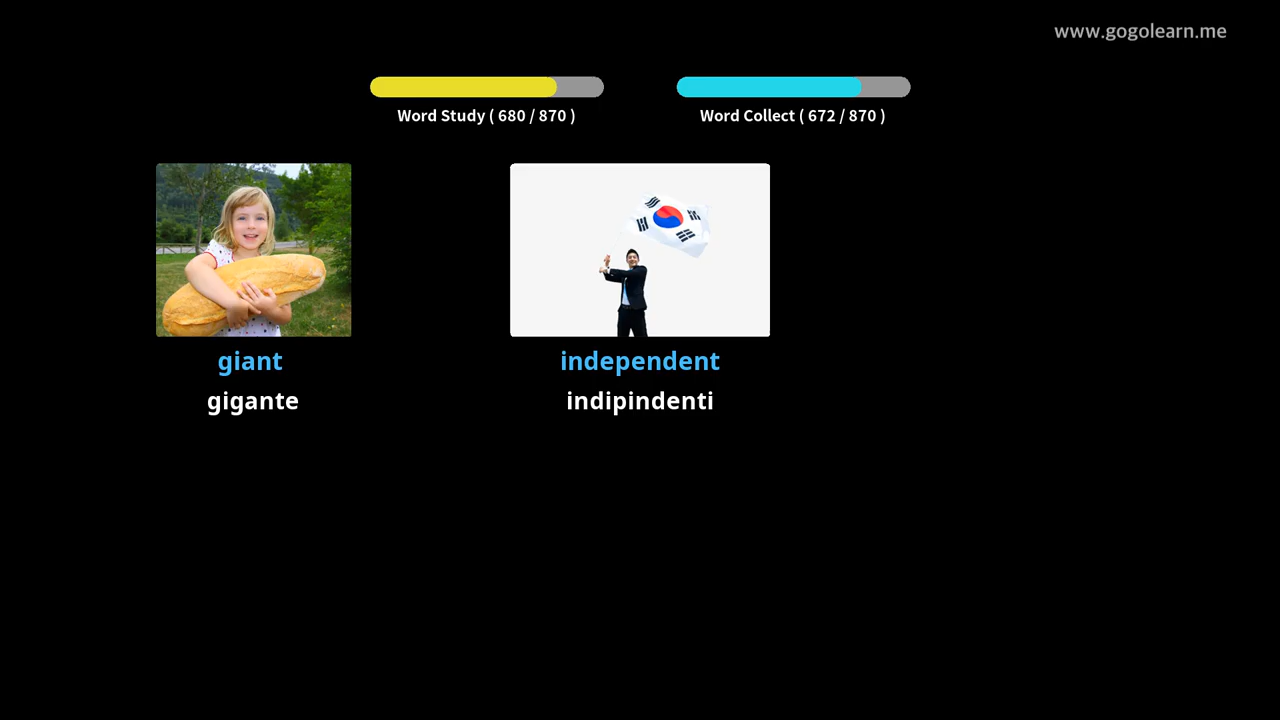 www.gogolearn.me
Word Study ( 680 / 870 )
Word Collect ( 672 / 870 )
giant
gigante
independent
indipindenti